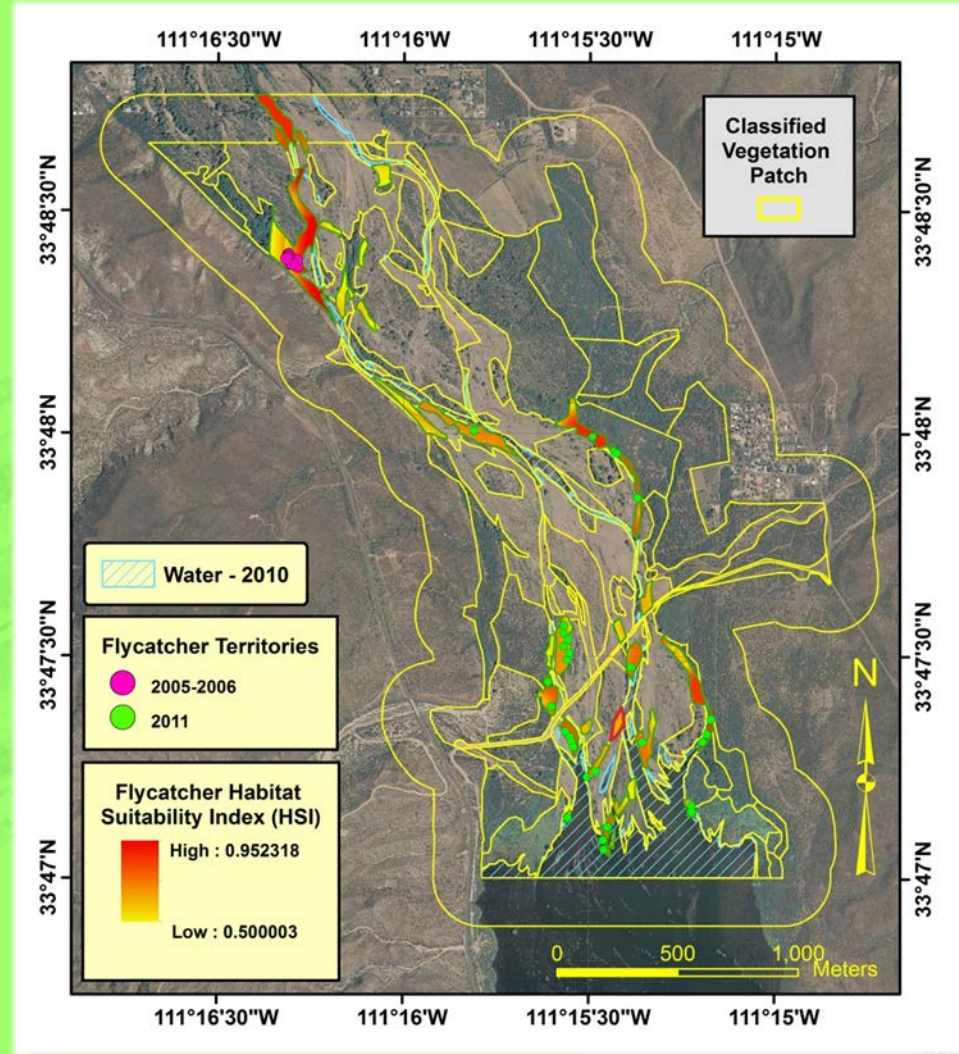 111°16'30"W 111°16'W 111°15'30"W 111°15'W
Classified
Vegetation
Patch
33°48'30"N
33°48'30"N
33°48'N
33°48'N
Water - 2010
Flycatcher Territories
2005-2006
2011
33°47'30"N
33°47'30"N
N
Flycatcher Habitat
Suitability Index (HSI)
High : 0.952318
Low : 0.500003
33°47'N
33°47'N
0 500 1,000
Meters
111°16'30"W 111°16'W 111°15'30"W 111°15'W